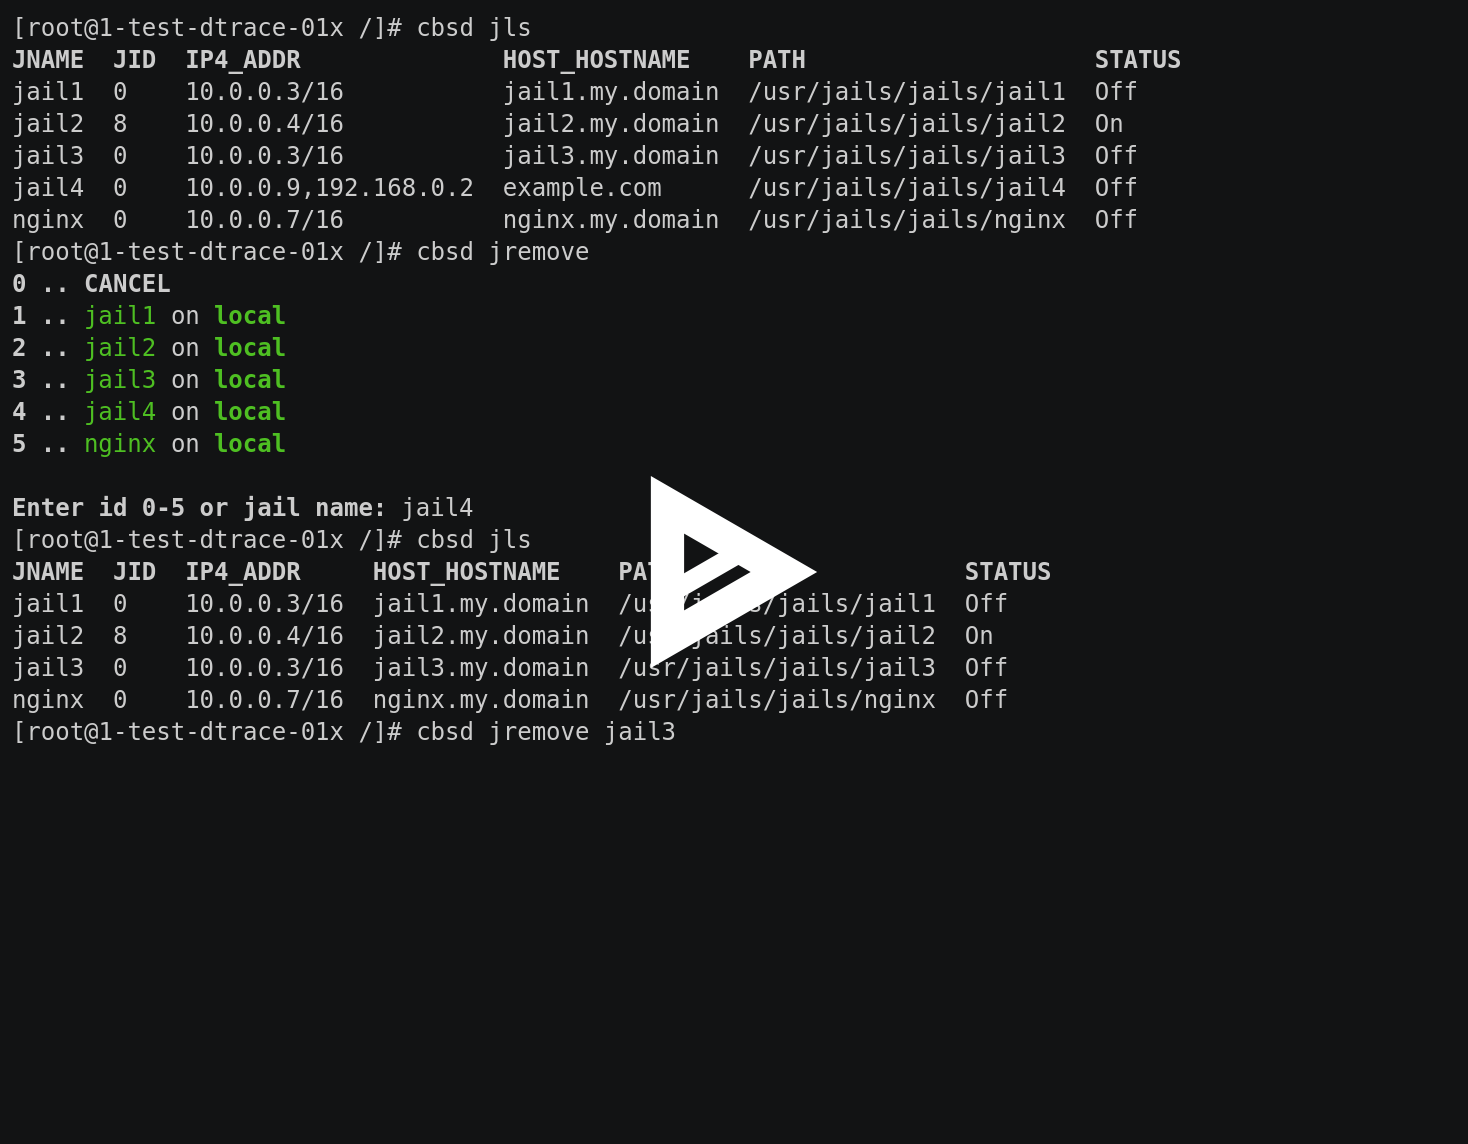 [root@1-test-dtrace-01x /]# cbsd jls
JNAME  JID  IP4_ADDR              HOST_HOSTNAME    PATH                    STATUS
jail1  0    10.0.0.3/16           jail1.my.domain  /usr/jails/jails/jail1  Off
jail2  8    10.0.0.4/16           jail2.my.domain  /usr/jails/jails/jail2  On
jail3  0    10.0.0.3/16           jail3.my.domain  /usr/jails/jails/jail3  Off
jail4  0    10.0.0.9,192.168.0.2  example.com      /usr/jails/jails/jail4  Off
nginx  0    10.0.0.7/16           nginx.my.domain  /usr/jails/jails/nginx  Off
[root@1-test-dtrace-01x /]# cbsd jremove
0 .. CANCEL
1 .. jail1 on local
2 .. jail2 on local
3 .. jail3 on local
4 .. jail4 on local
5 .. nginx on local
Enter id 0-5 or jail name: jail4
[root@1-test-dtrace-01x /]# cbsd jls
JNAME  JID  IP4_ADDR     HOST_HOSTNAME    STATUS
jail1  0    10.0.0.3/16  jail1.my.domain  /jails/jail1  Off
jail2  8    10.0.0.4/16  jail2.my.domain  jails/jails/jail2  On
jail3  0    10.0.0.3/16  jail3.my.domain  /usr/jails/jails/jail3  Off
nginx  0    10.0.0.7/16  nginx.my.domain  /usr/jails/jails/nginx  Off
[root@1-test-dtrace-01x /]# cbsd jremove jail3